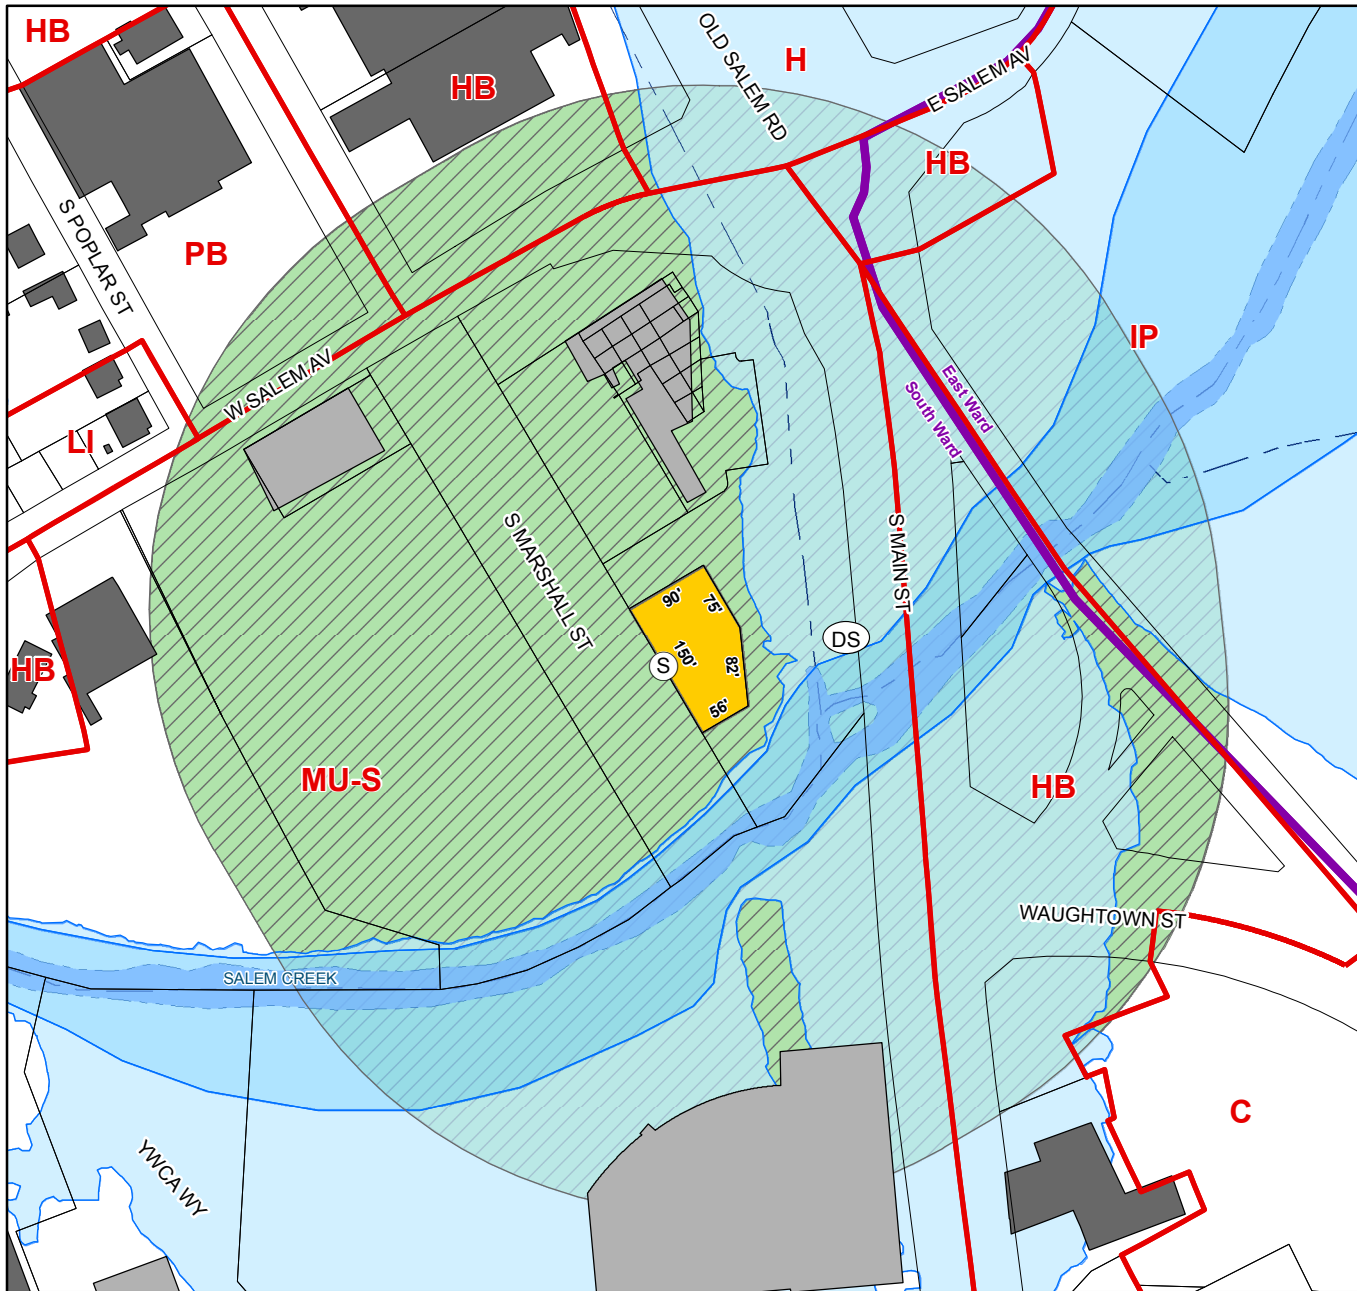 HB
OLD SALEM RD
H
E SALEM AV
HB
HB
S POPLAR ST
PB
IP
W SALEM AV
East Ward
South Ward
LI
S MARSHALL ST
S MAIN ST
90'
75'
DS
150'
S
82'
HB
56'
MU-S
HB
WAUGHTOWN ST
SALEM CREEK
C
YWCA WY